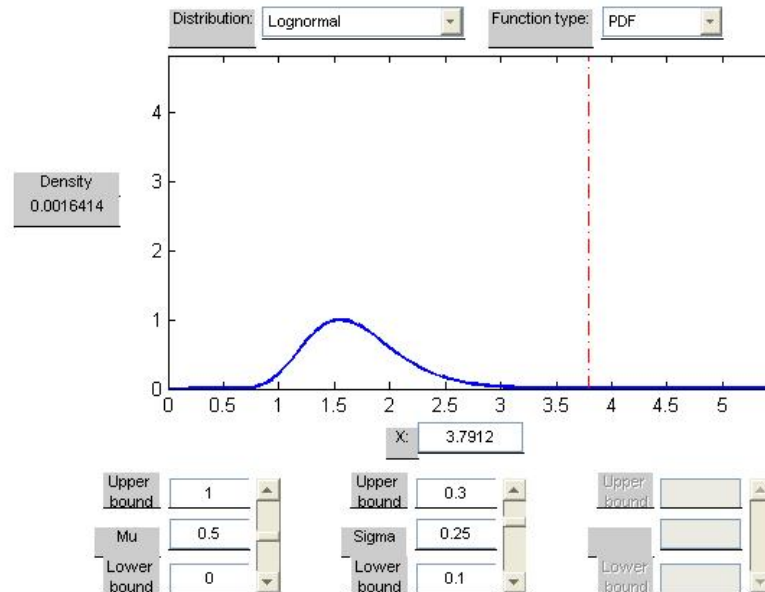 Distribution: Lognormal Function type: PDF
4
Density
0.0016414
3
2
1
0
0 0.5 1 1.5 2 2.5 3 3.5 4 4.5 5
X: 3.7912
Upper bound 1 Upper bound 0.3 Upper bound
Mu 0.5 Sigma 0.25
Lower bound 0 Lower bound 0.1 Lower bound